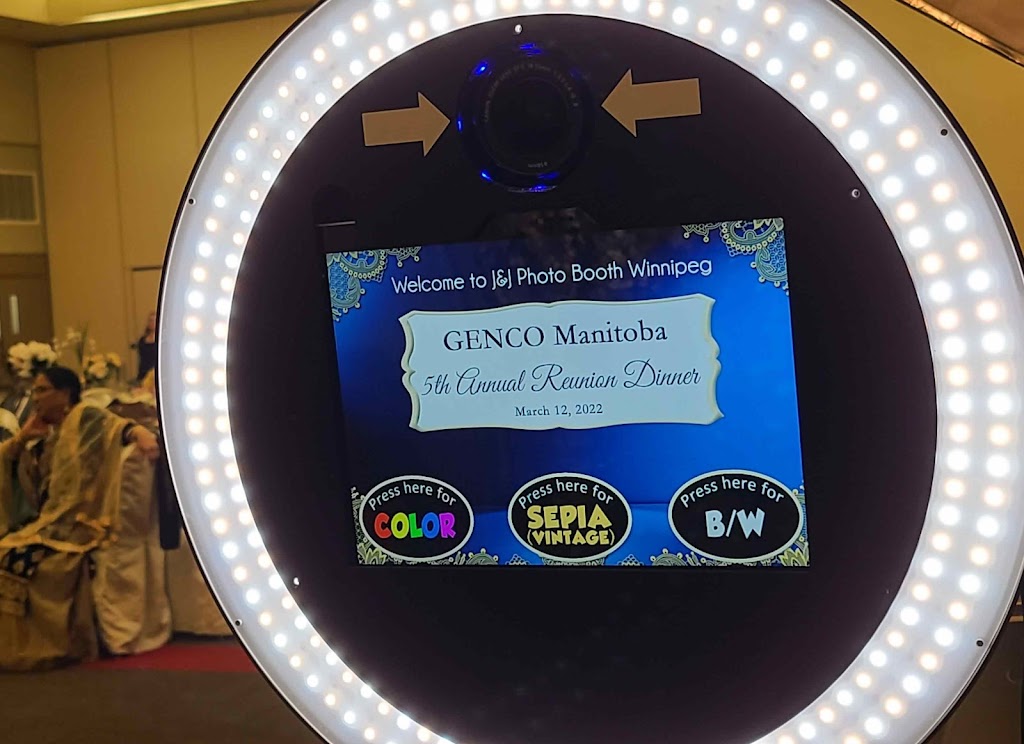 Welcome to J&J Photo Booth Winnipeg
GENCO Manitoba
5th Annual Reunion Dinner
March 12, 2022
Press here for
COLOR
Press here for
SEPIA
(VINTAGE)
Press here for
B/W